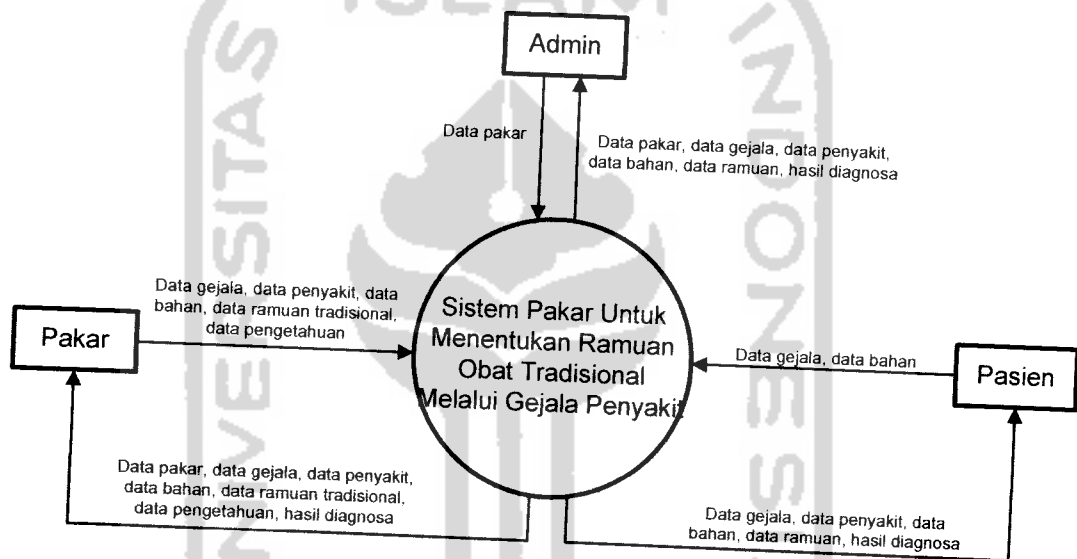 ISLAM
UNIVERSITAS
INDONES
Admin
Data pakar
Data pakar, data gejala, data penyakit,
data bahan, data ramuan, hasil diagnosa
Data gejala, data penyakit, data
bahan, data ramuan tradisional,
data pengetahuan
Pakar
Sistem Pakar Untuk
Menentukan Ramuan
Obat Tradisional
Melalui Gejala Penyakit
Data gejala, data bahan
Pasien
Data pakar, data gejala, data penyakit,
data bahan, data ramuan tradisional,
data pengetahuan, hasil diagnosa
Data gejala, data penyakit, data
bahan, data ramuan, hasil diagnosa